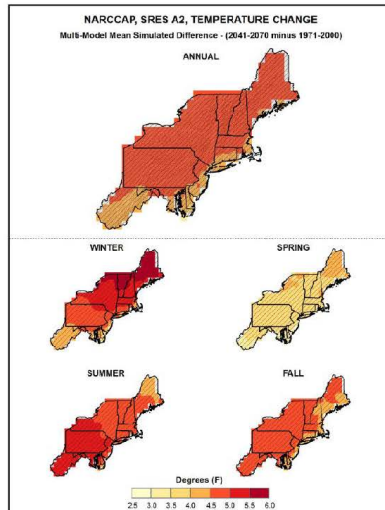 NARCCAP, SRES A2, TEMPERATURE CHANGE
Multi-Model Mean Simulated Difference - (2041-2070 minus 1971-2000)
ANNUAL
WINTER
SPRING
SUMMER
FALL
Degrees (F)
2.5 3.0 3.5 4.0 4.5 5.0 5.5 6.0